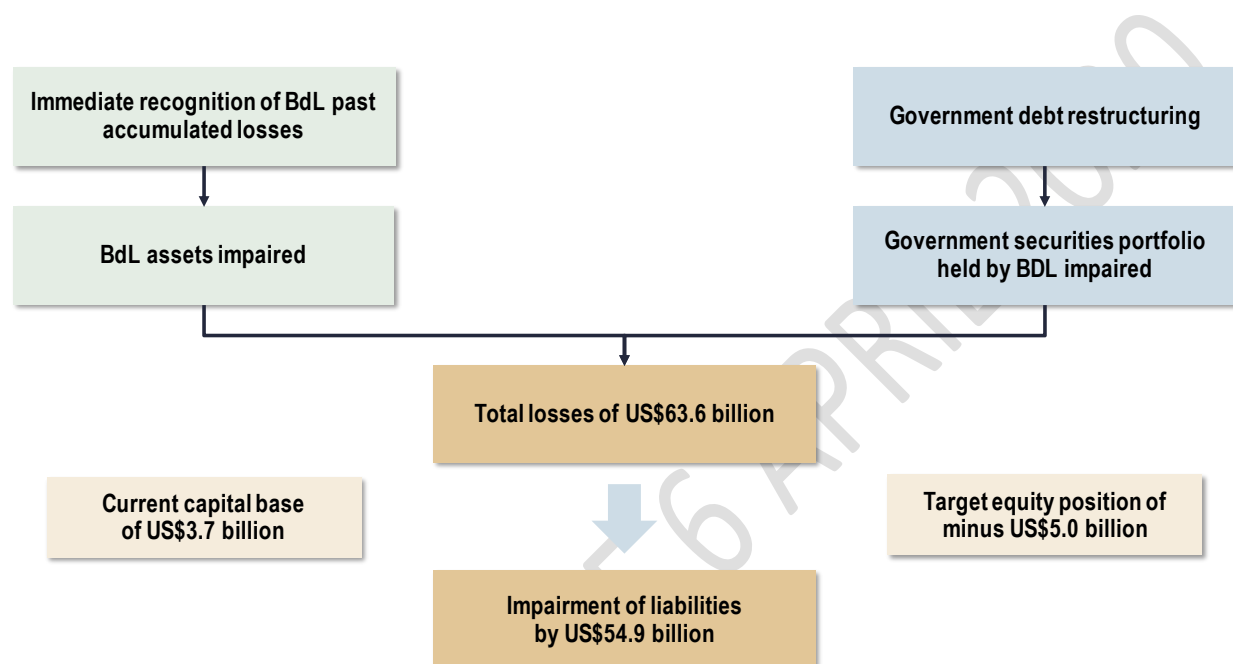 Immediate recognition of BdL past
accumulated losses
Government debt restructuring
BdL assets impaired
Government securities portfolio
held by BDL impaired
Total losses of US$63.6 billion
Current capital base
of US$3.7 billion
Target equity position of
minus US$5.0 billion
Impairment of liabilities
by US$54.9 billion
6 APRIL